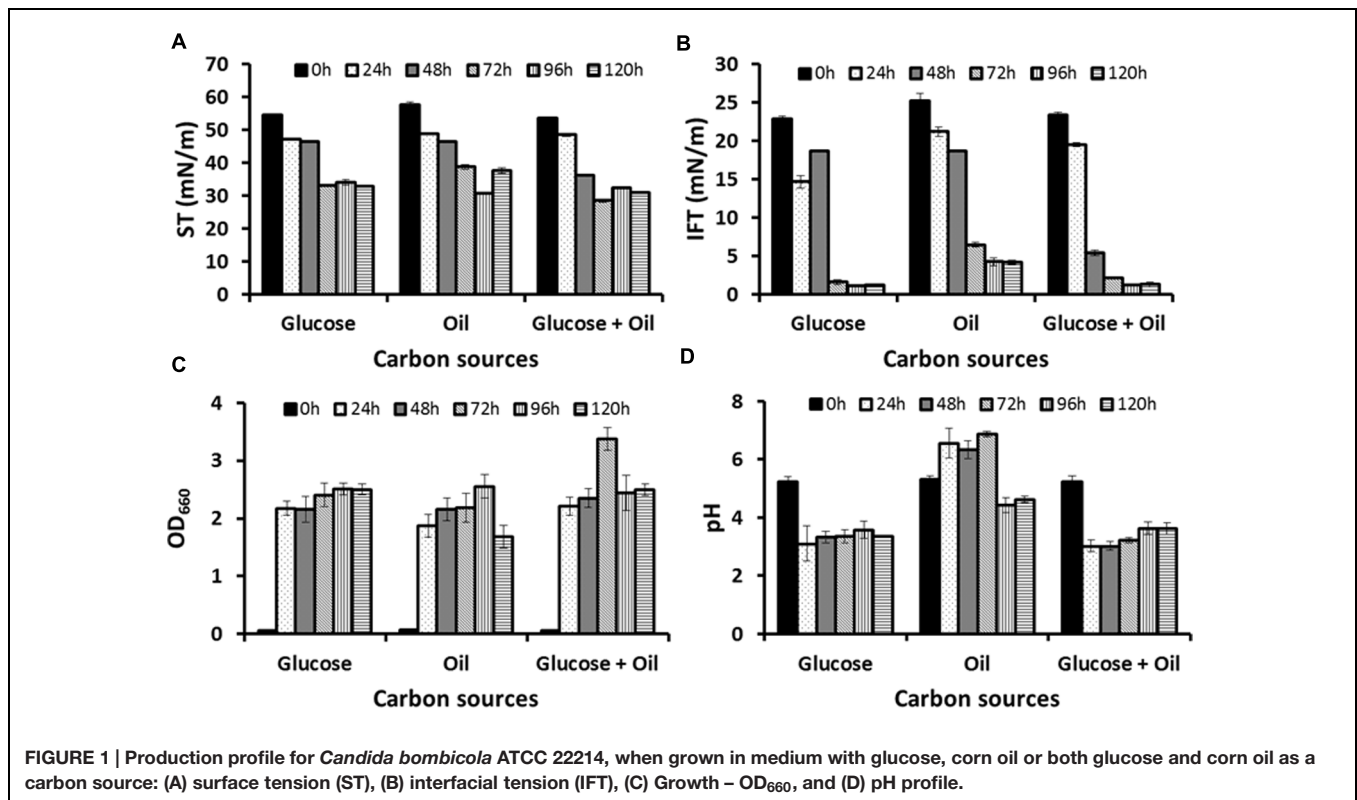 A
70
60
50
40
30
20
10
0
ST (mN/m)
0h 24h 48h 72h 96h 120h
Glucose Oil Glucose + Oil
Carbon sources
B
30
25
20
15
10
5
0
IFT (mN/m)
0h 24h 48h 72h 96h 120h
Glucose Oil Glucose + Oil
Carbon sources
C
4
3
2
1
0
OD660
0h 24h 48h 72h 96h 120h
Glucose Oil Glucose + Oil
Carbon sources
D
8
6
4
2
0
pH
0h 24h 48h 72h 96h 120h
Glucose Oil Glucose + Oil
Carbon sources
FIGURE 1 | Production profile for Candida bombicola ATCC 22214, when grown in medium with glucose, corn oil or both glucose and corn oil as a
carbon source: (A) surface tension (ST), (B) interfacial tension (IFT), (C) Growth – OD660, and (D) pH profile.